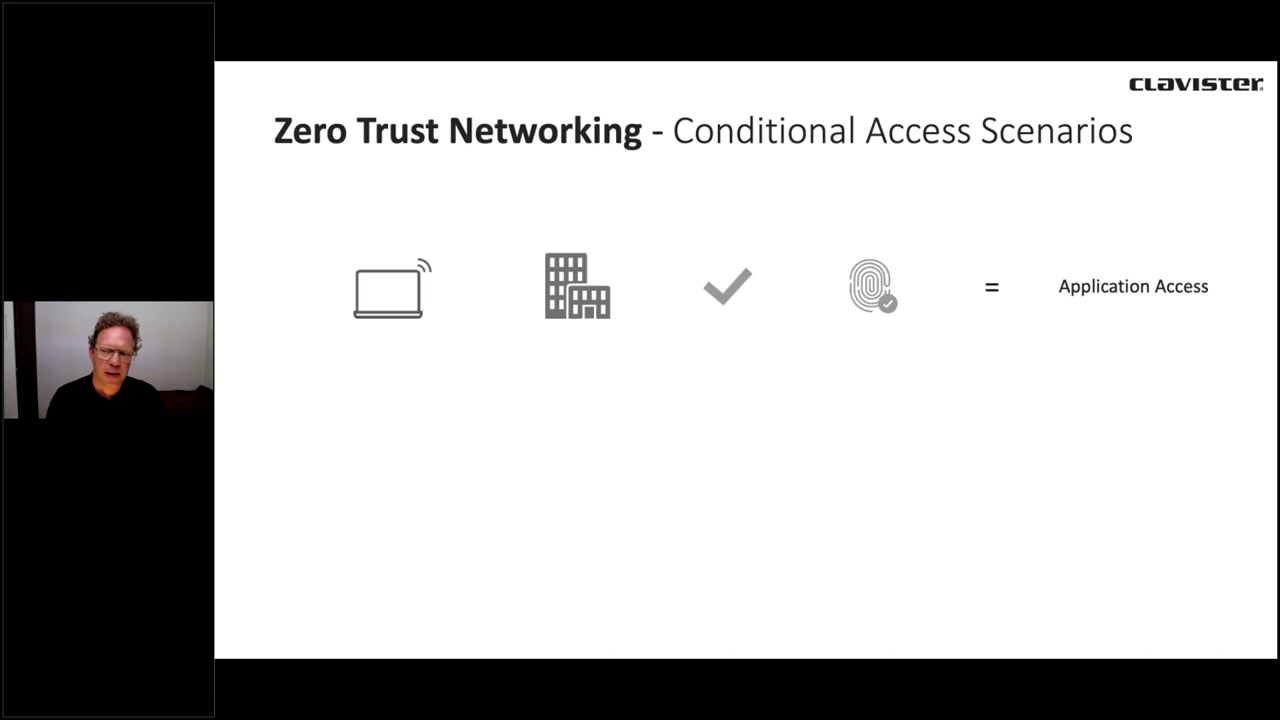 CLAVISTER
Zero Trust Networking - Conditional Access Scenarios
= Application Access